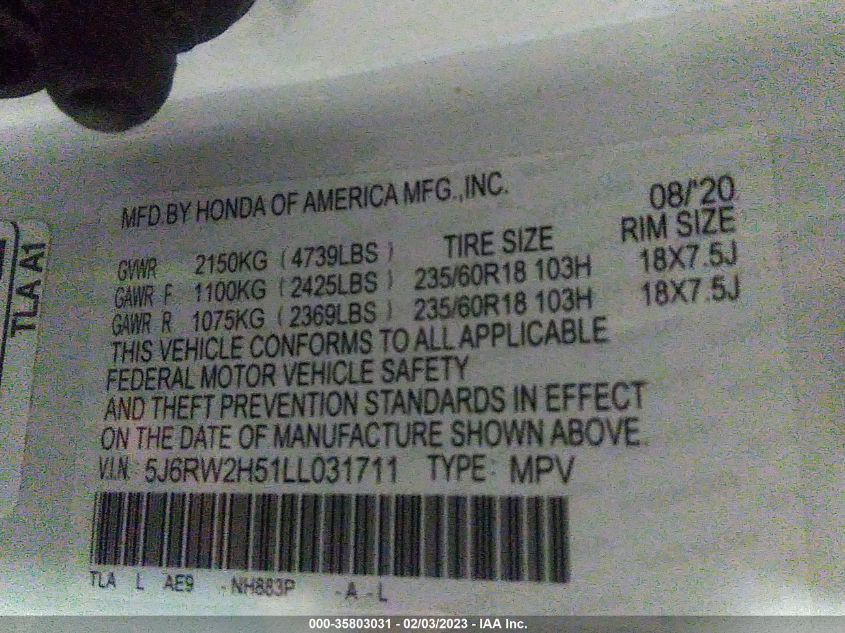 MFD.BY HONDA OF AMERICA MFG.,INC. 08/'20
TIRE SIZE RIM SIZE
GVWR 2150KG (4739LBS)
GAWR F 1100KG (2425LBS) 235/60R18 103H 18X7.5J
GAWR R 1075KG (2369LBS) 235/60R18 103H 18X7.5J
THIS VEHICLE CONFORMS TO ALL APPLICABLE
FEDERAL MOTOR VEHICLE SAFETY
AND THEFT PREVENTION STANDARDS IN EFFECT
ON THE DATE OF MANUFACTURE SHOWN ABOVE.
V.I.N: 5J6RW2H51LL031711 TYPE: MPV
TLA L AE9 -NH883P -A -L
TLA A1
000-35803031 - 02/03/2023 - IAA Inc.